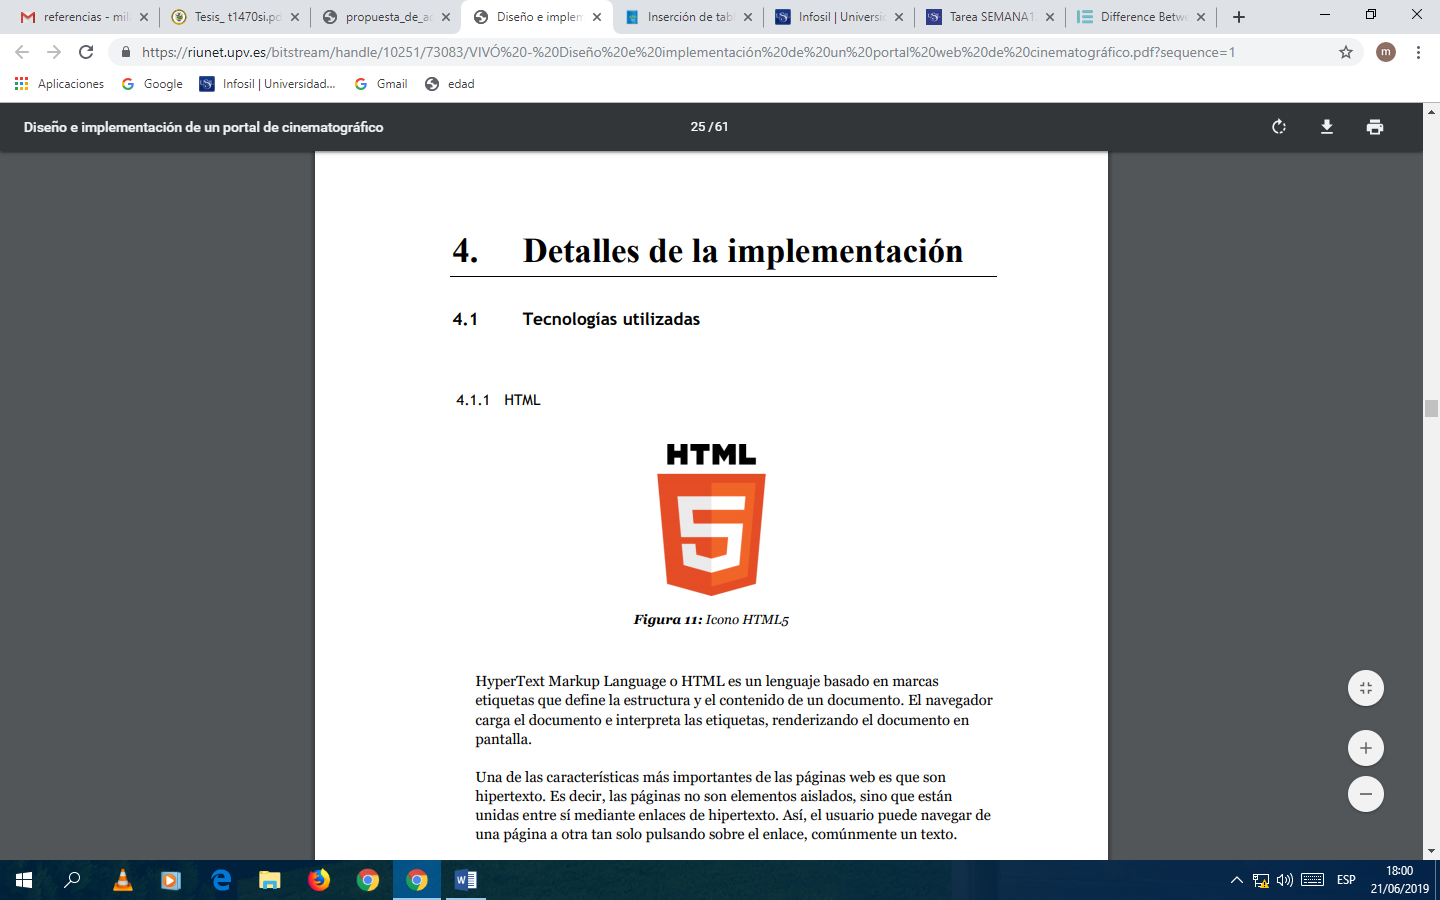 referencias - mil
Tesis_ t1470si.pd
propuesta_de_ac
Diseño e implem
Inserción de tab
Infosil | Universi
Tarea SEMANA1
Difference Betw
https://riunet.upv.es/bitstream/handle/10251/73083/VIVÓ%20-%20Diseño%20e%20implementación%20de%20un%20portal%20web%20de%20cinematográfico.pdf?sequence=1
m
Aplicaciones
Google
Infosil | Universidad...
Gmail
edad
Diseño e implementación de un portal de cinematográfico
25 / 61
4. Detalles de la implementación
4.1 Tecnologías utilizadas
4.1.1 HTML
HTML
5
Figura 11: Icono HTML5
HyperText Markup Language o HTML es un lenguaje basado en marcas
etiquetas que define la estructura y el contenido de un documento. El navegador
carga el documento e interpreta las etiquetas, renderizando el documento en
pantalla.
Una de las características más importantes de las páginas web es que son
hipertexto. Es decir, las páginas no son elementos aislados, sino que están
unidas entre sí mediante enlaces de hipertexto. Así, el usuario puede navegar de
una página a otra tan solo pulsando sobre el enlace, comúnmente un texto.
ESP
18:00
21/06/2019